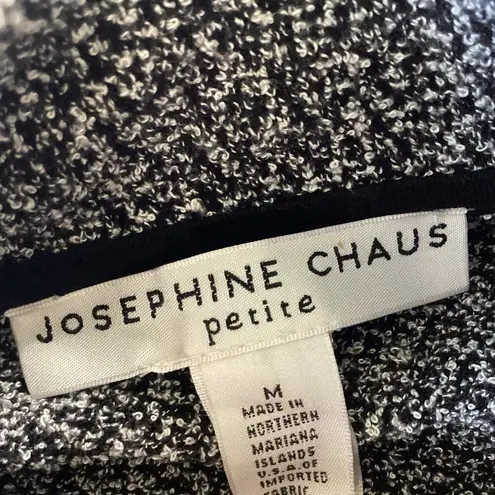 JOSEPHINE CHAUS
petite
M
MADE IN
NORTHERN
MARIANA
ISLANDS
U.S.A. OF
IMPORTED
FABRIC